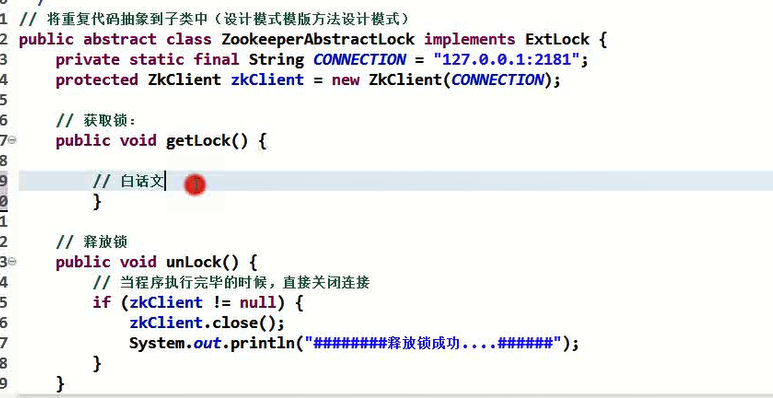 1 // 将重复代码抽象到子类中（设计模式模版方法设计模式）
2 public abstract class ZookeeperAbstractLock implements ExtLock {
3 private static final String CONNECTION = "127.0.0.1:2181";
4 protected ZkClient zkClient = new ZkClient(CONNECTION);
5
6 // 获取锁：
7 public void getLock() {
8
9 // 白话文
0 }
1
2 // 释放锁
3 public void unLock() {
4 // 当程序执行完毕的时候，直接关闭连接
5 if (zkClient != null) {
6 zkClient.close();
7 System.out.println("########释放锁成功....######");
8 }
9 }